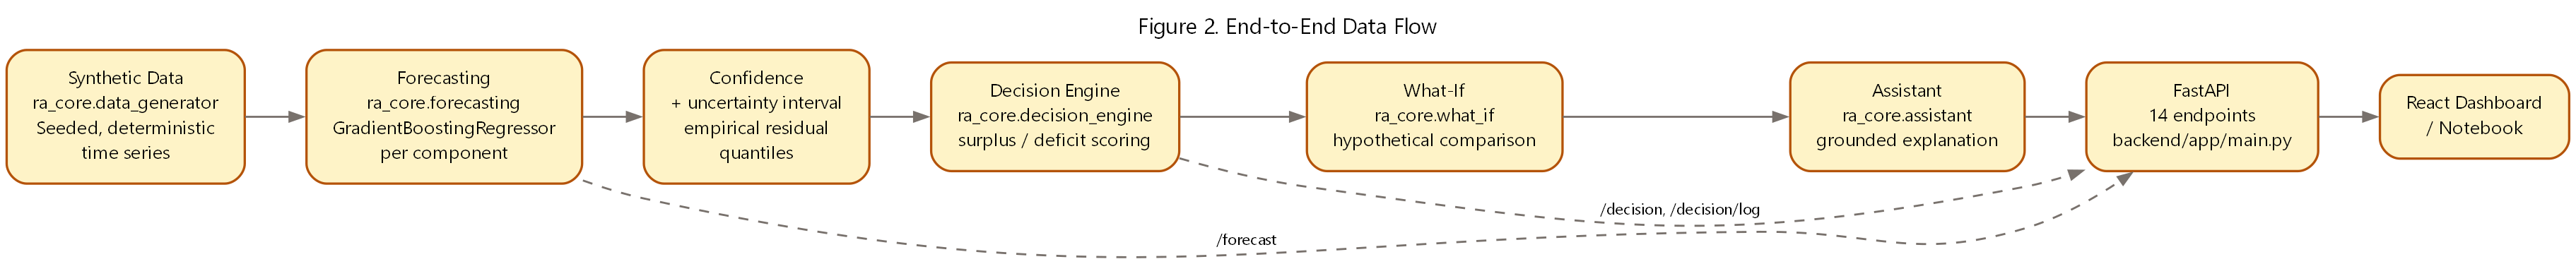 Figure 2. End-to-End Data Flow
Synthetic Data
ra_core.data_generator
Seeded, deterministic
time series
Forecasting
ra_core.forecasting
GradientBoostingRegressor
per component
Confidence
+ uncertainty interval
empirical residual
quantiles
Decision Engine
ra_core.decision_engine
surplus / deficit scoring
What-If
ra_core.what_if
hypothetical comparison
Assistant
ra_core.assistant
grounded explanation
FastAPI
14 endpoints
backend/app/main.py
React Dashboard
/ Notebook
/decision, /decision/log
/forecast